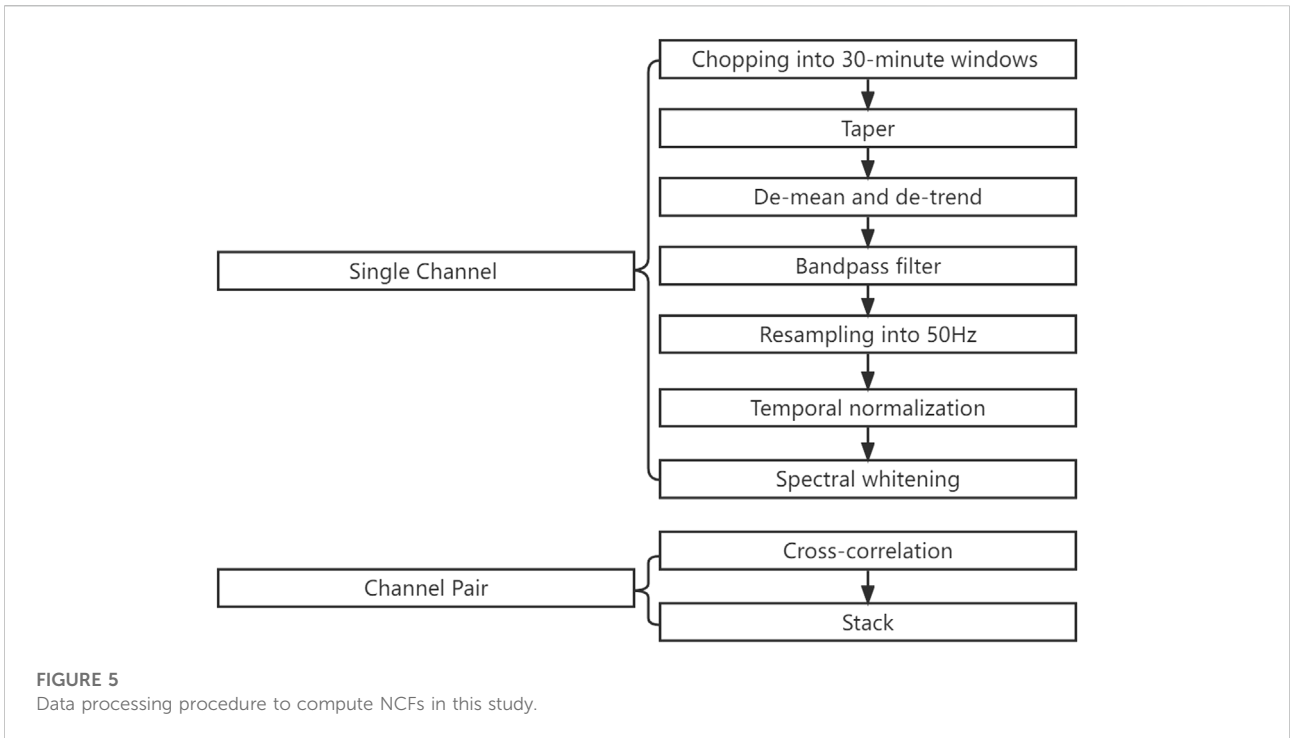 Chopping into 30-minute windows
Taper
De-mean and de-trend
Bandpass filter
Single Channel
Resampling into 50Hz
Temporal normalization
Spectral whitening
Cross-correlation
Channel Pair
Stack
FIGURE 5
Data processing procedure to compute NCFs in this study.